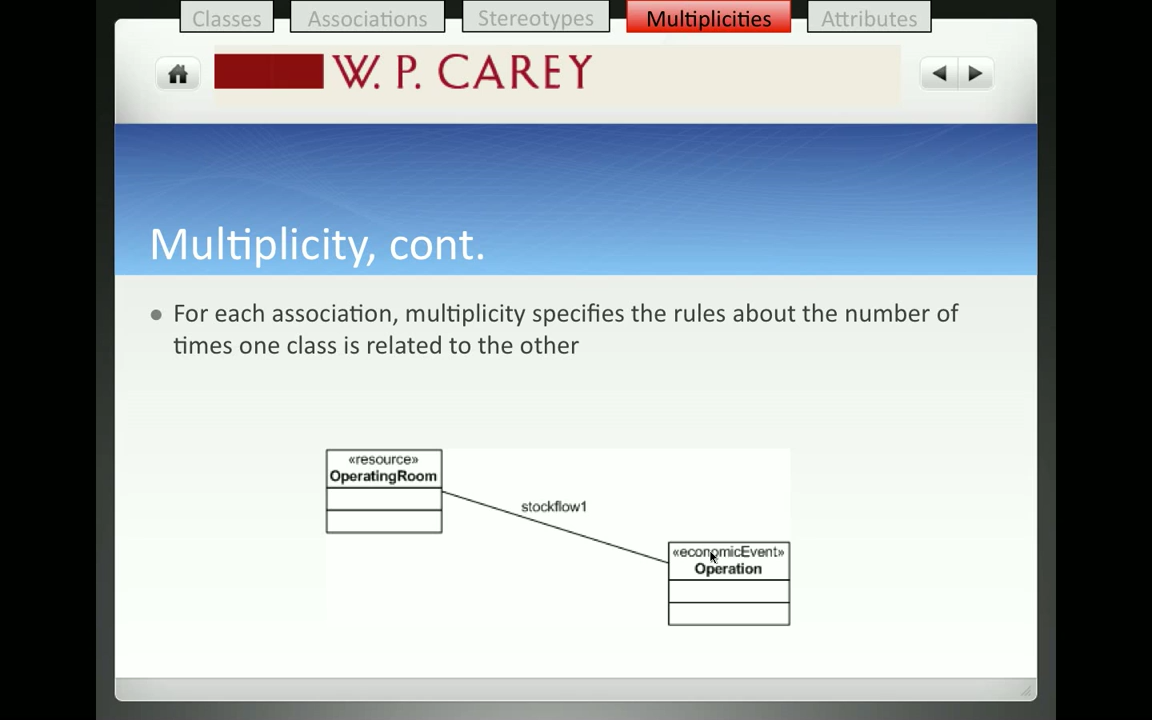 Classes
Associations
Stereotypes
Multiplicities
Attributes
W. P. CAREY
Multiplicity, cont.
For each association, multiplicity specifies the rules about the number of
times one class is related to the other
«resource»
OperatingRoom
stockflow1
«economicEvent»
Operation